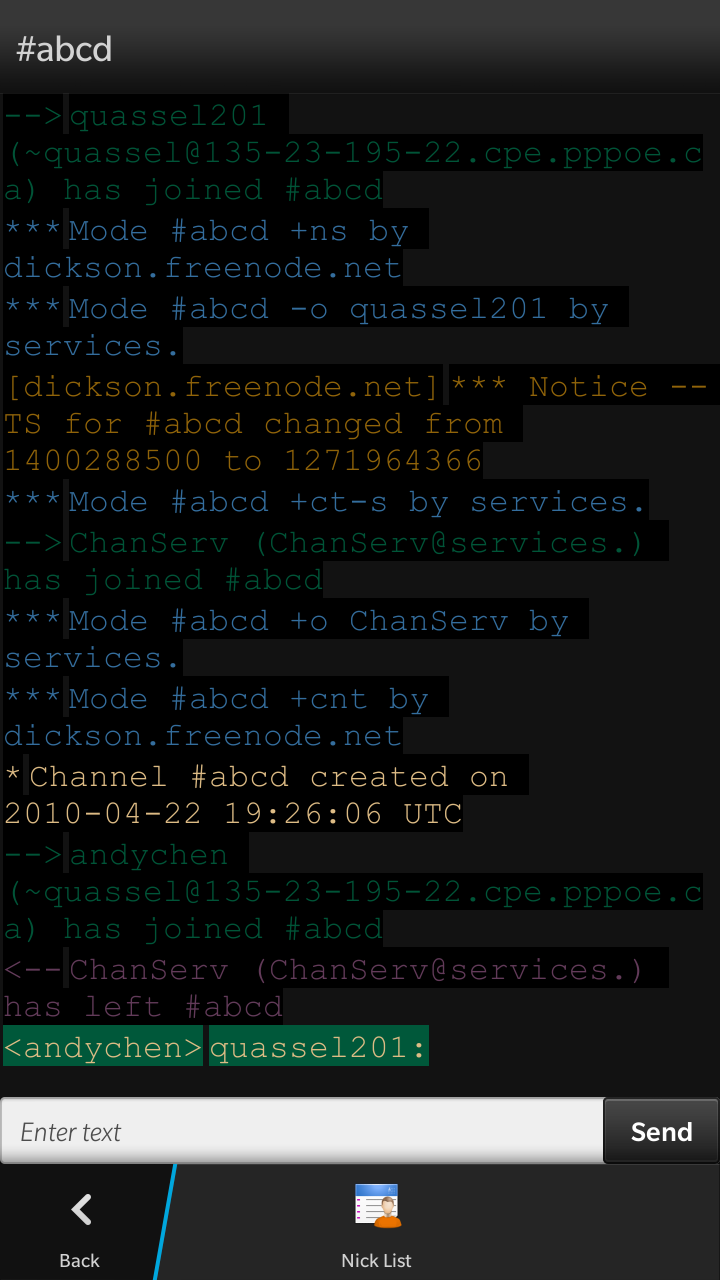 #abcd
-->quassel201
(~quassel@135-23-195-22.cpe.pppoe.c
a) has joined #abcd
***Mode #abcd +ns by
dickson.freenode.net
***Mode #abcd -o quassel201 by
services.
[dickson.freenode.net]*** Notice --
TS for #abcd changed from
1400288500 to 1271964366
***Mode #abcd +ct-s by services.
-->ChanServ (ChanServ@services.)
has joined #abcd
***Mode #abcd +o ChanServ by
services.
***Mode #abcd +cnt by
dickson.freenode.net
*Channel #abcd created on
2010-04-22 19:26:06 UTC
-->andychen
(~quassel@135-23-195-22.cpe.pppoe.c
a) has joined #abcd
<--ChanServ (ChanServ@services.)
has left #abcd
<andychen>quassel201:
Enter text
Send
Back
Nick List